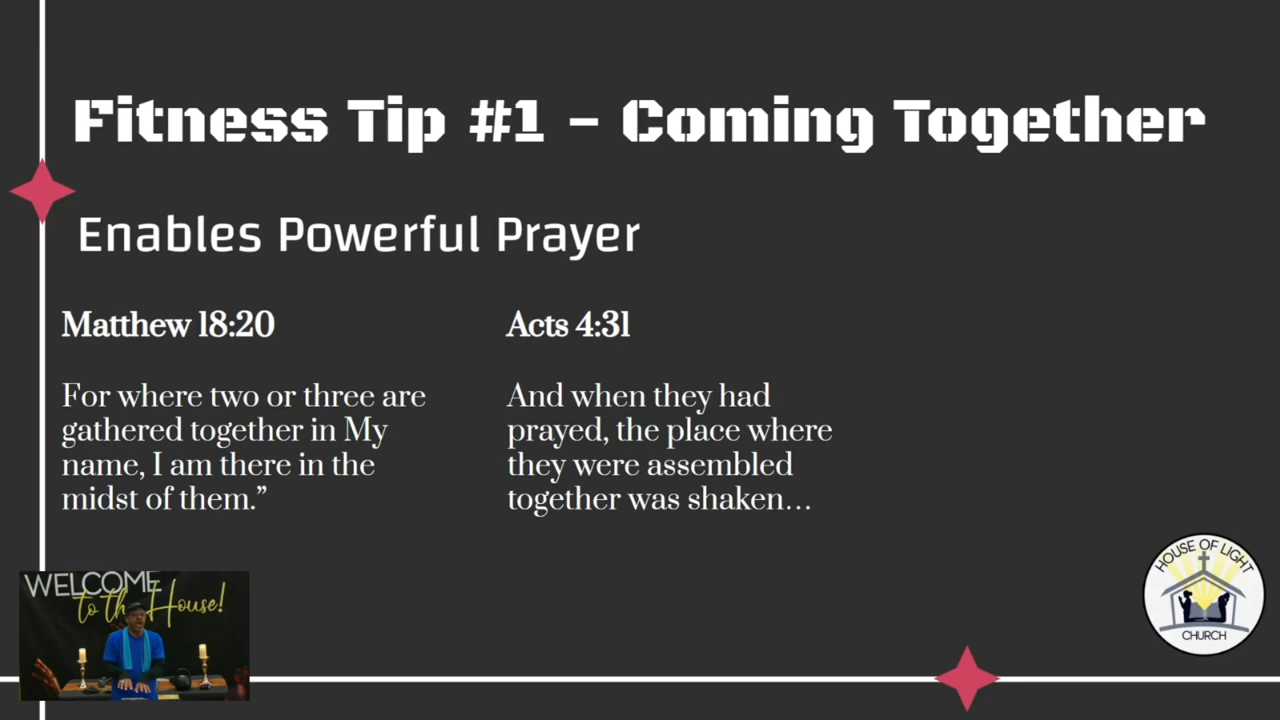 Fitness Tip #1 – Coming Together
Enables Powerful Prayer
Matthew 18:20
For where two or three are
gathered together in My
name, I am there in the
midst of them.”
Acts 4:31
And when they had
prayed, the place where
they were assembled
together was shaken…
WELCOME
to the House!
HOUSE OF LIGHT
CHURCH